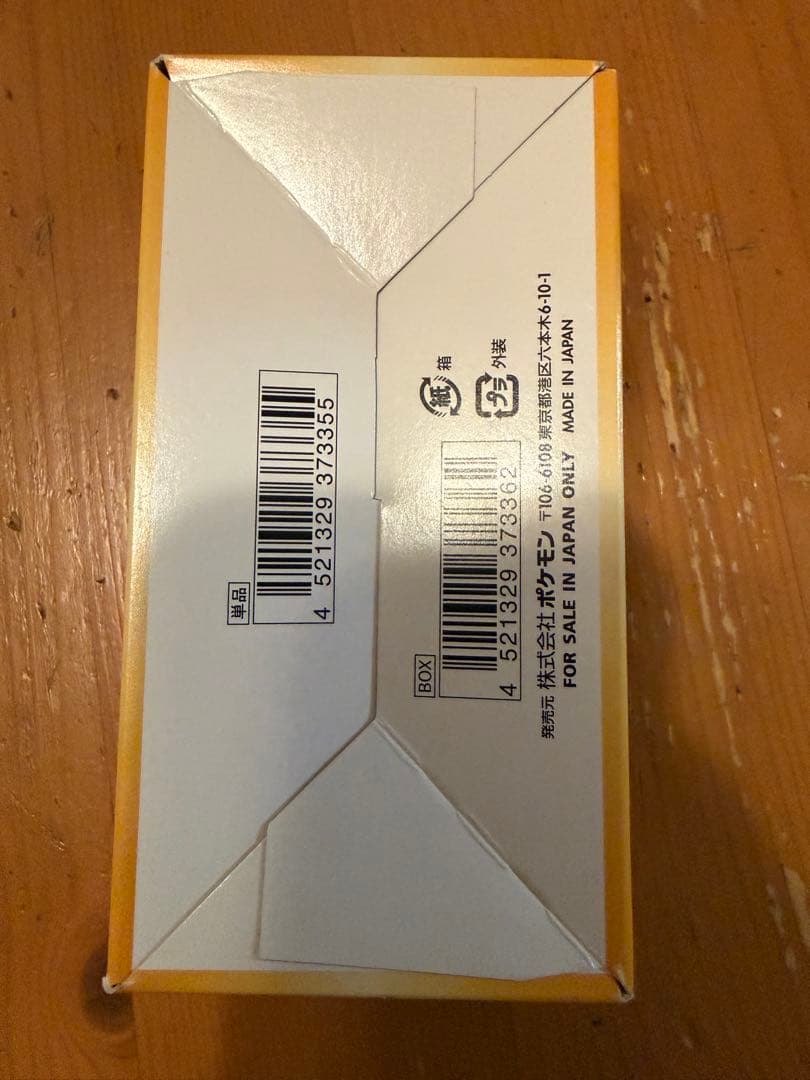 単品
4 521329 373355
BOX
4 521329 373362
紙 箱
プラ 外装
発売元 株式会社 ポケモン 〒106-6108 東京都港区六本木6-10-1
FOR SALE IN JAPAN ONLY MADE IN JAPAN